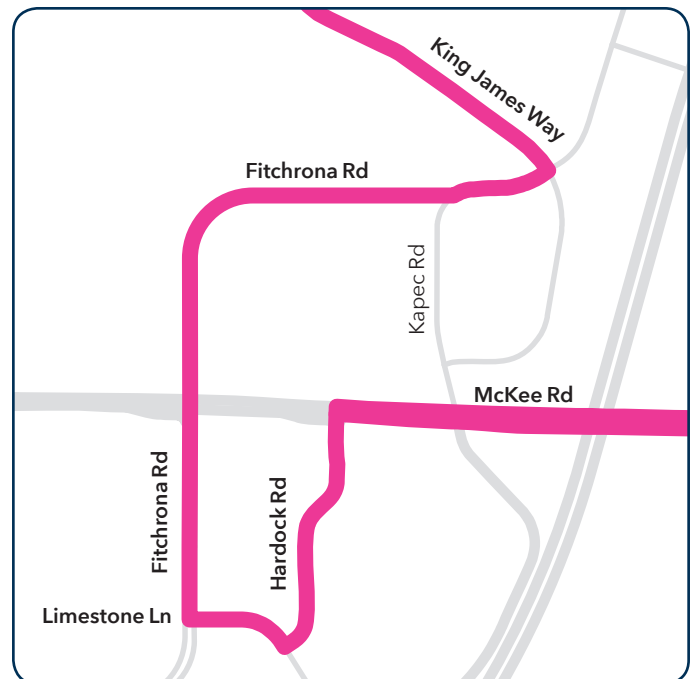 King James Way
Fitchrona Rd
Kapec Rd
McKee Rd
Fitchrona Rd
Hardock Rd
Limestone Ln